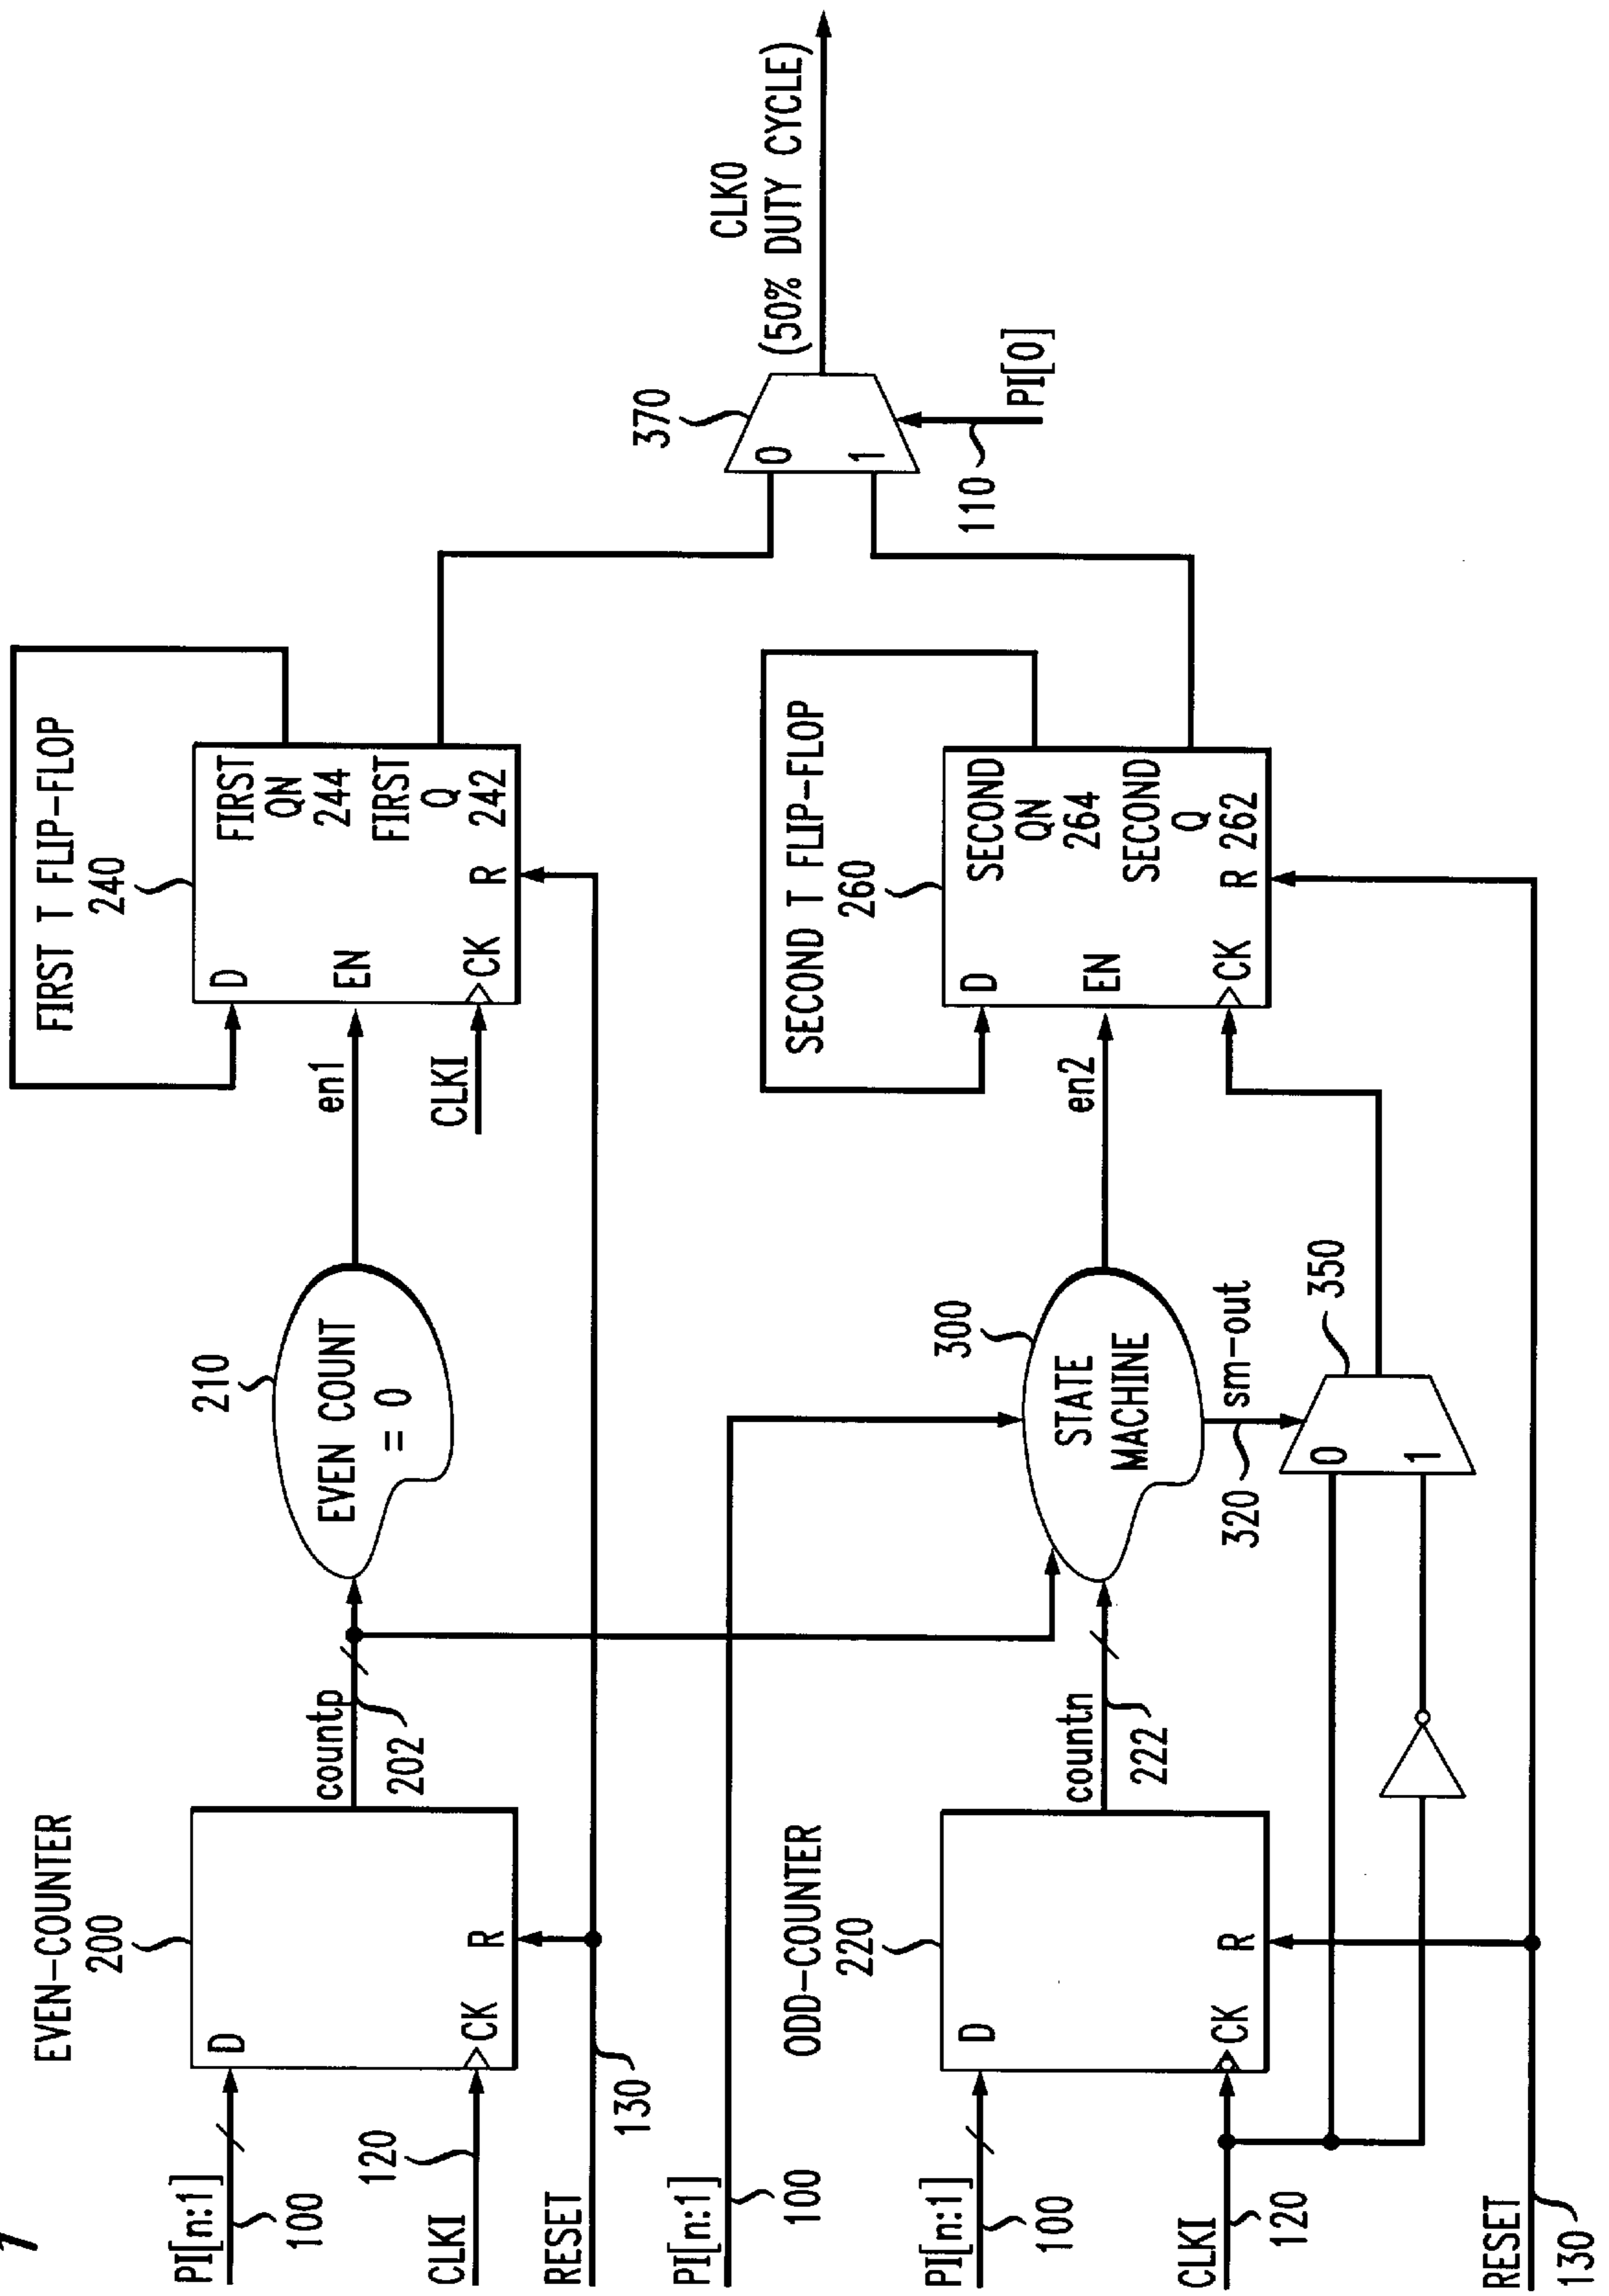 EVEN-COUNTER
200
PI[n:1]
100
D
120
CLKI
CK
R
RESET
130
countp
202
210
EVEN COUNT
= 0
en1
FIRST T FLIP-FLOP
240
D
EN
CLKI
CK
R
FIRST
QN
244
FIRST
Q
242
PI[n:1]
100
ODD-COUNTER
220
PI[n:1]
100
D
CLKI
120
CK
R
RESET
130
countn
222
300
STATE
MACHINE
320
sm-out
0
1
350
en2
SECOND T FLIP-FLOP
260
D
EN
CK
R
SECOND
QN
264
SECOND
Q
262
370
0
1
110
PI[0]
CLKO
(50% DUTY CYCLE)